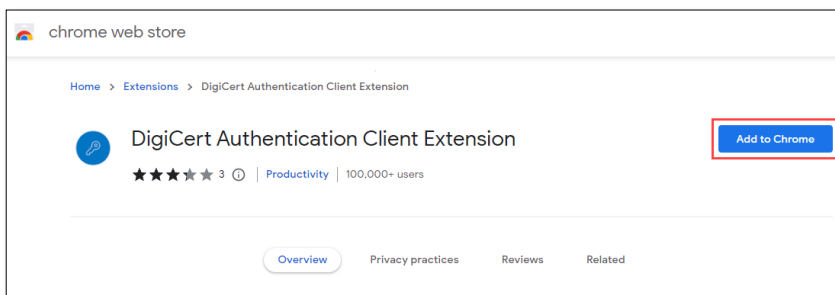 chrome web store
Home > Extensions > DigiCert Authentication Client Extension
DigiCert Authentication Client Extension
Add to Chrome
3 Productivity 100,000+ users
Overview Privacy practices Reviews Related